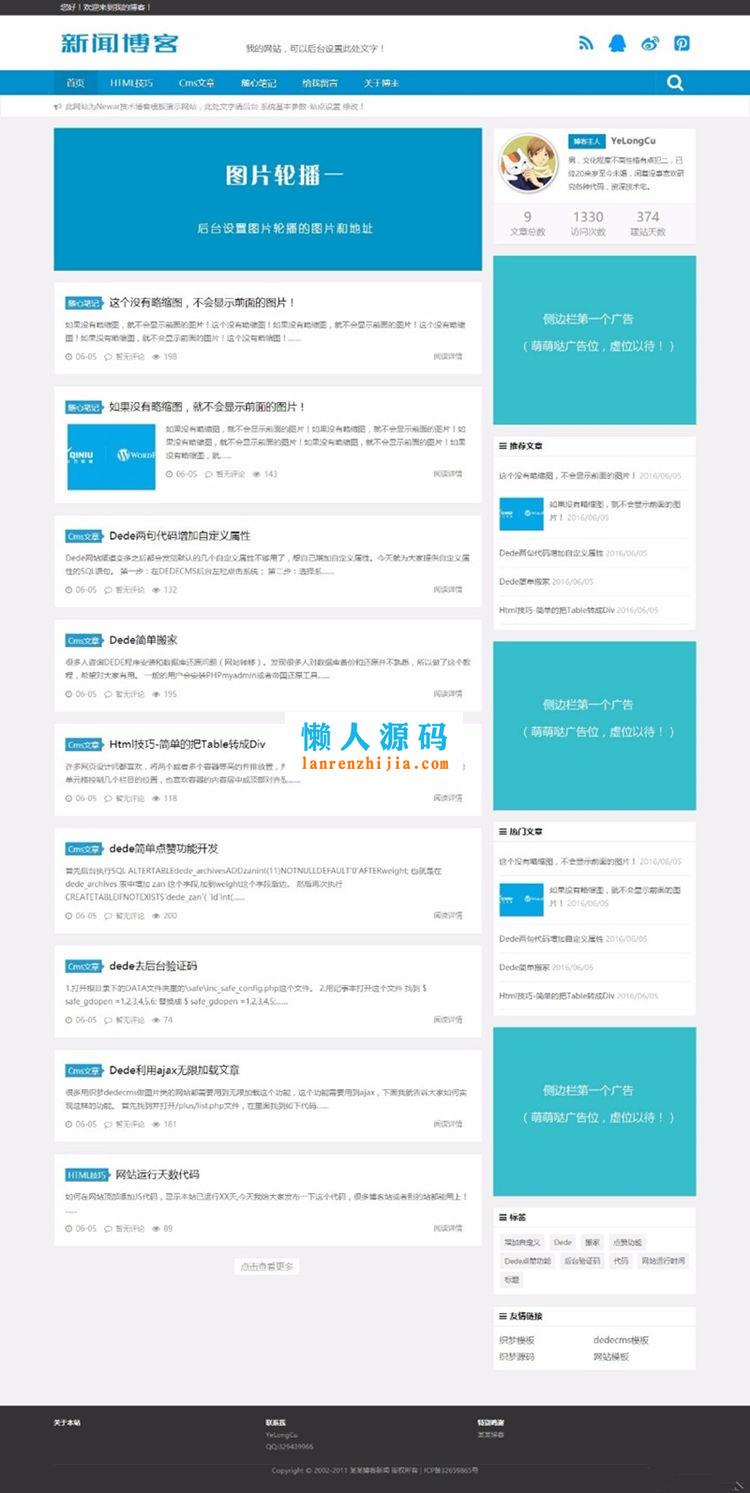 您好！欢迎来到我的博客！
新闻博客
我的网站，可以后台设置此处文字！
首页 HTML技巧 Cms文章 随心笔记 给我留言 关于博主
此网站为Newar技术博客模板演示网站，此处文字请后台 系统基本参数-站点设置 修改！
图片轮播一
后台设置图片轮播的图片和地址
随心笔记 这个没有略缩图，不会显示前面的图片！
如果没有略缩图，就不会显示前面的图片！这个没有略缩图！如果没有略缩图，就不会显示前面的图片！这个没有略缩
图！如果没有略缩图，就不会显示前面的图片！这个没有略缩图！......
06-05 暂无评论 198 阅读详情
随心笔记 如果没有略缩图，就不会显示前面的图片！
QINIU WORDP
如果没有略缩图，就不会显示前面的图片！如果没有略缩图，就不会显示前面的图片！如
果没有略缩图，就不会显示前面的图片！如果没有略缩图，就不会显示前面的图片！如果
没有略缩图，就......
06-05 暂无评论 143 阅读详情
Cms文章 Dede两句代码增加自定义属性
Dede网站频道变多之后都会发觉默认的几个自定义属性不够用了，想自己增加自定义属性。今天就为大家提供自定义属
性的SQL语句。 第一步：在DEDECMS后台左栏点击系统； 第二步：选择系......
06-05 暂无评论 132 阅读详情
Cms文章 Dede简单搬家
很多人咨询DEDE程序安装和数据库还原问题（网站转移）。发现很多人对数据库备份和还原并不熟悉，所以做了这个教
程，希望对大家有用。 一般的用户会安装PHPmyadmin或者帝国还原工具......
06-05 暂无评论 195 阅读详情
Cms文章 Html技巧-简单的把Table转成Div
许多网页设计师都喜欢，将两个或者多个容器等高的并排放置，
单元格控制几个栏目的位置，也喜欢容器的内容居中或顶部对齐显......
06-05 暂无评论 118 阅读详情
懒人源码
lanrenzhijia.com
Cms文章 dede简单点赞功能开发
首先后台执行SQL ALTERTABLEdede_archivesADDzanint(11)NOTNULLDEFAULT'0'AFTERweight; 也就是在
dede_archives 表中增加 zan 这个字段,加到weight这个字段后边。 然后再次执行
CREATETABLEIFNOTEXISTS`dede_zan`( `id`int(......
06-05 暂无评论 200 阅读详情
Cms文章 dede去后台验证码
1.打开根目录下的DATA文件夹里的\safe\inc_safe_config.php这个文件。 2.用记事本打开这个文件 找到 $
safe_gdopen =1,2,3,4,5,6; 替换成 $ safe_gdopen =1,2,3,4,5;......
06-05 暂无评论 74 阅读详情
Cms文章 Dede利用ajax无限加载文章
很多用织梦dedecms做图片类的网站都需要用到无限加载这个功能，这个功能需要用到ajax，下面我就告诉大家如何实
现这样的功能。 首先找到并打开/plus/list.php文件，在里面找到如下代码......
06-05 暂无评论 181 阅读详情
HTML技巧 网站运行天数代码
如何在网站顶部添加JS代码，显示本站已运行XX天,今天我给大家发布一下这个代码，很多博客站或者别的站都能用上！
......
06-05 暂无评论 89 阅读详情
点击查看更多
博客主人 YeLongCu
男，文化程度不高性格有点犯二，已
经20来岁至今未婚，闲着没事喜欢研
究各种代码，资深技术宅。
9 1330 374
文章总数 访问次数 建站天数
侧边栏第一个广告
（萌萌哒广告位，虚位以待！）
推荐文章
这个没有略缩图，不会显示前面的图片！ 2016/06/05
如果没有略缩图，就不会显示前面的图
片！ 2016/06/05
Dede两句代码增加自定义属性 2016/06/05
Dede简单搬家 2016/06/05
Html技巧-简单的把Table转成Div 2016/06/05
侧边栏第一个广告
（萌萌哒广告位，虚位以待！）
热门文章
这个没有略缩图，不会显示前面的图片！ 2016/06/05
如果没有略缩图，就不会显示前面的图
片！ 2016/06/05
Dede两句代码增加自定义属性 2016/06/05
Dede简单搬家 2016/06/05
Html技巧-简单的把Table转成Div 2016/06/05
侧边栏第一个广告
（萌萌哒广告位，虚位以待！）
标签
增加自定义 Dede 搬家 点赞功能
Dede点赞功能 后台验证码 代码 网站运行时间
标题
友情链接
织梦模板 dedecms模板
织梦源码 网站模板
关于本站 联系我 特别鸣谢
YeLongCu 某某博客
QQ:329439966
Copyright © 2002-2011 某某博客新闻 版权所有 | ICP备32659865号